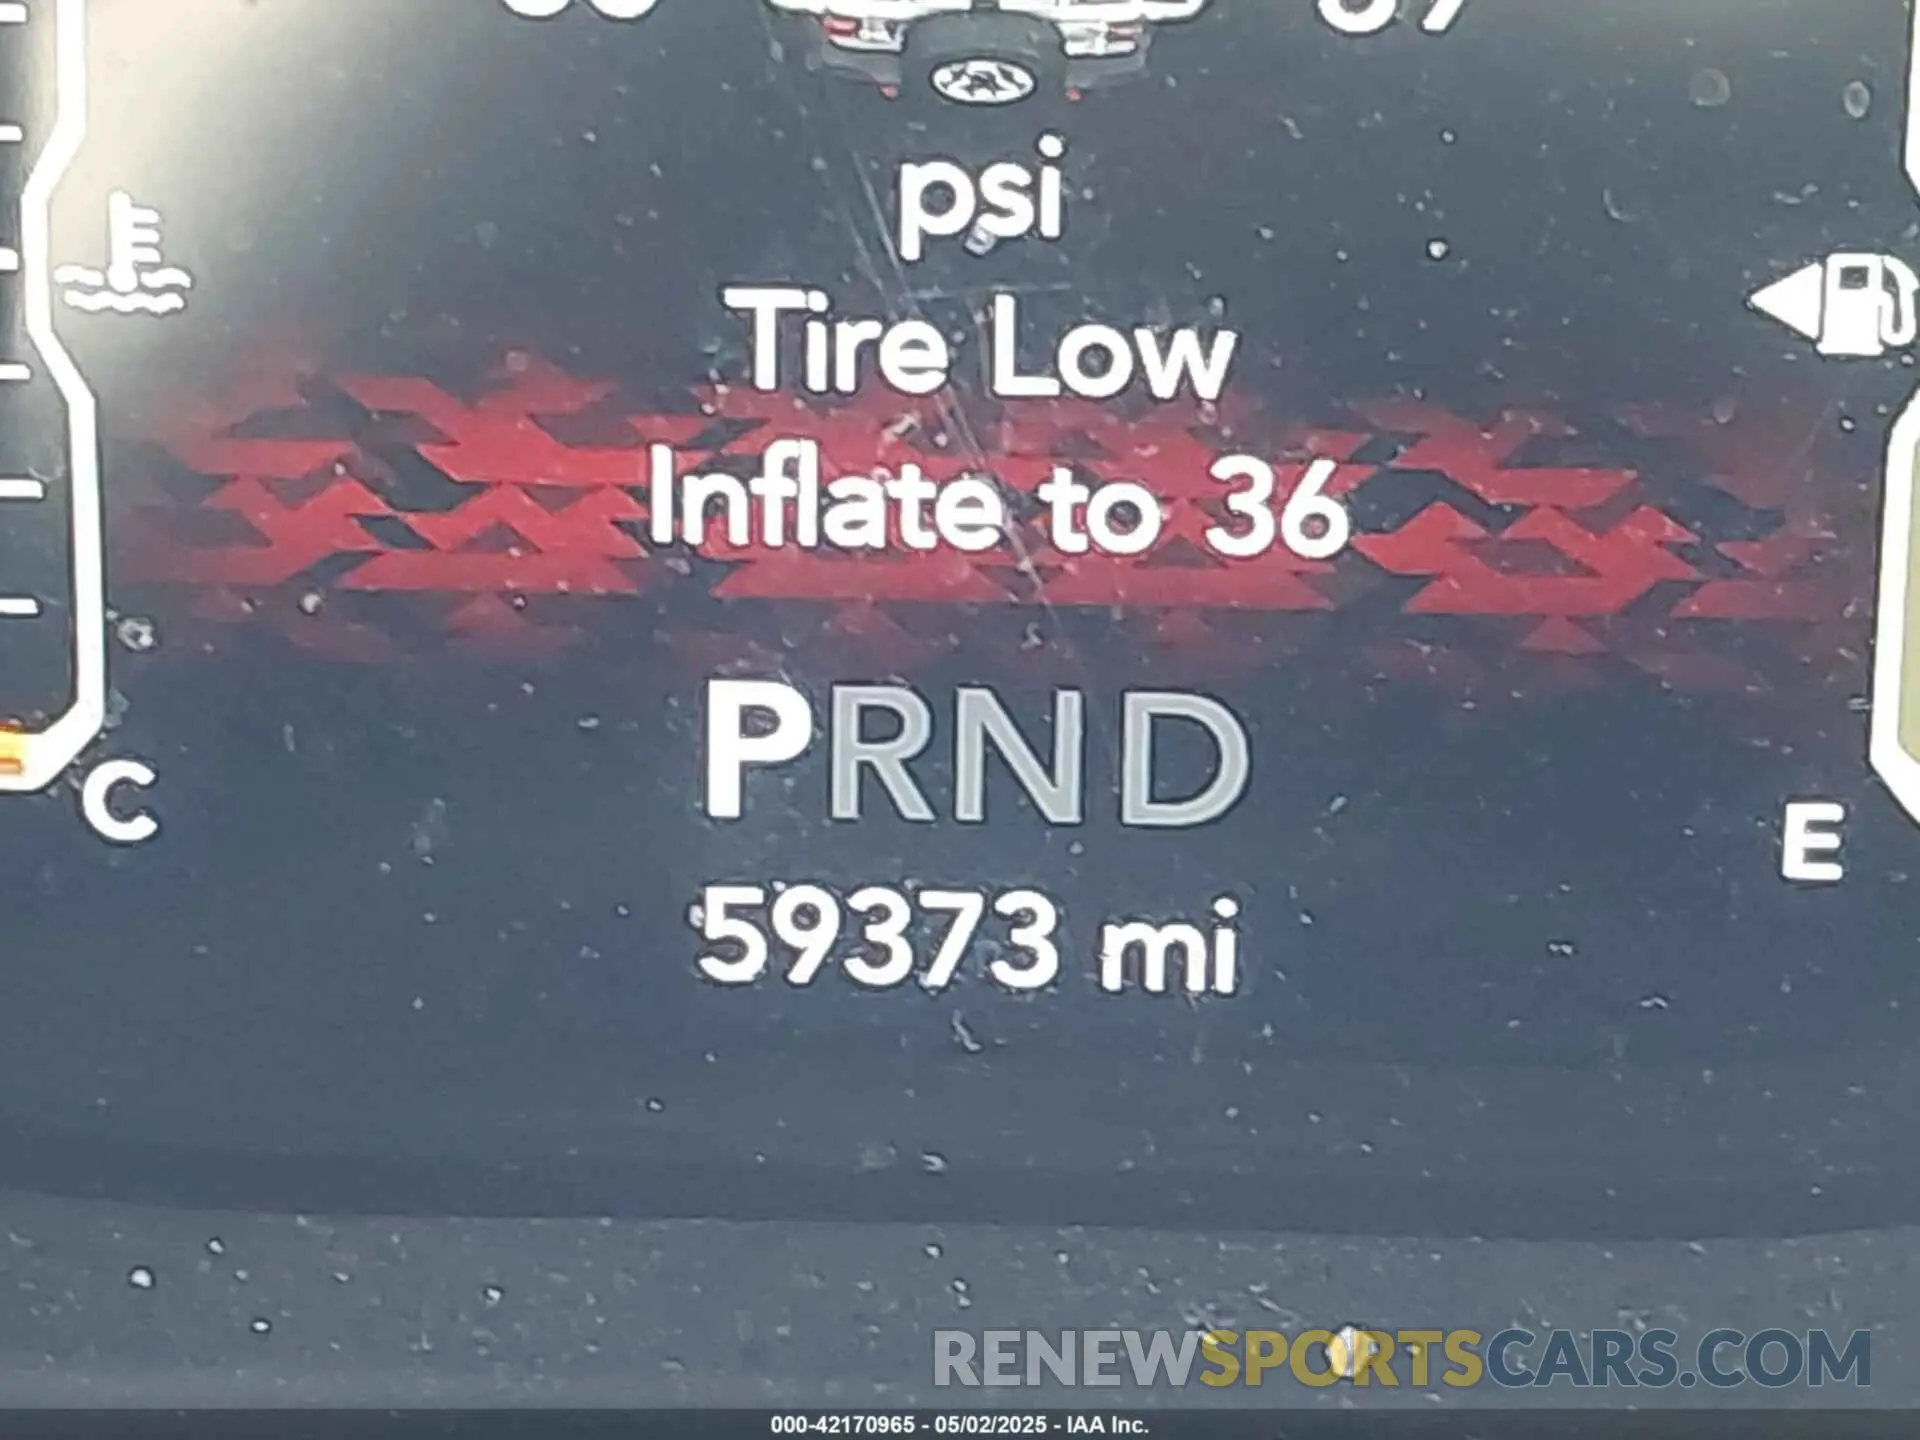 psi
Tire Low
Inflate to 36
PRND
C
E
59373 mi
RENEWSPORTSCARS.COM
000-42170965 - 05/02/2025 - IAA Inc.